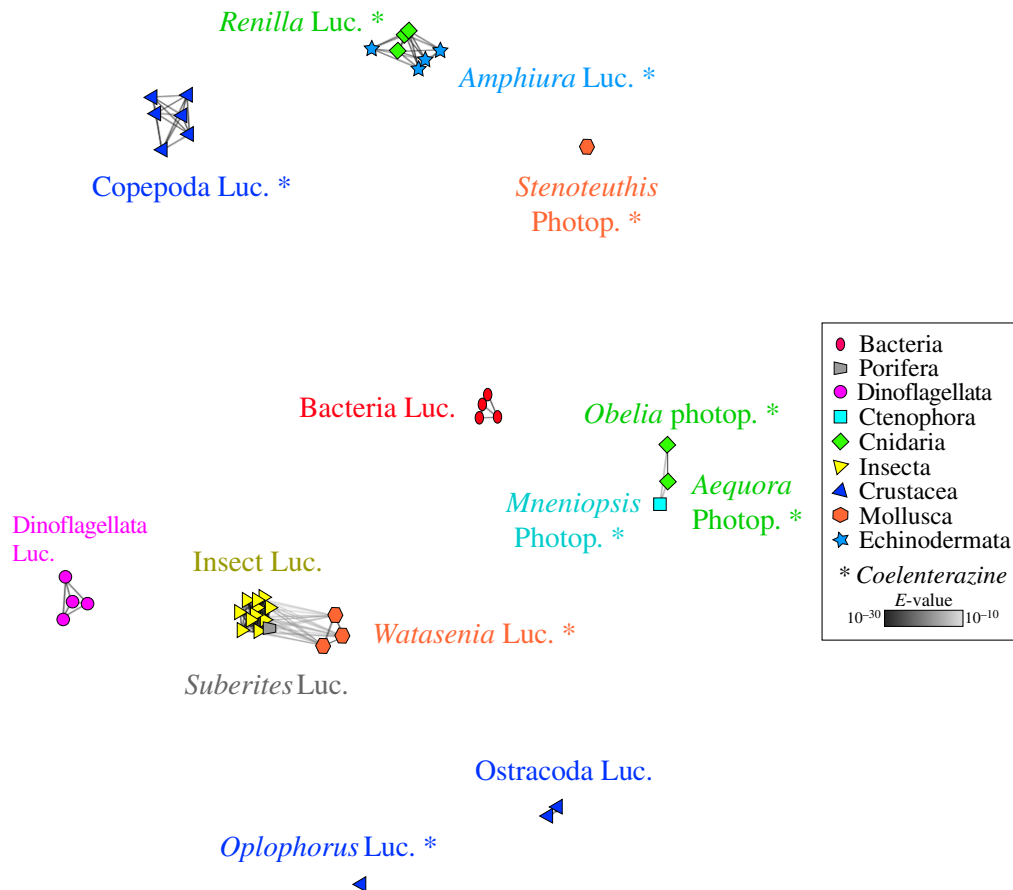 Renilla Luc. *
Amphiura Luc. *
Copepoda Luc. *
Stenoteuthis
Photop. *
Bacteria Luc.
Obelia photop. *
Mneniopsis
Photop. *
Aequora
Photop. *
Dinoflagellata
Luc.
Insect Luc.
Watasenia Luc. *
Suberites Luc.
Ostracoda Luc.
Oplophorus Luc. *
Bacteria
Porifera
Dinoflagellata
Ctenophora
Cnidaria
Insecta
Crustacea
Mollusca
Echinodermata
* Coelenterazine
E-value
10⁻³⁰ 10⁻¹⁰